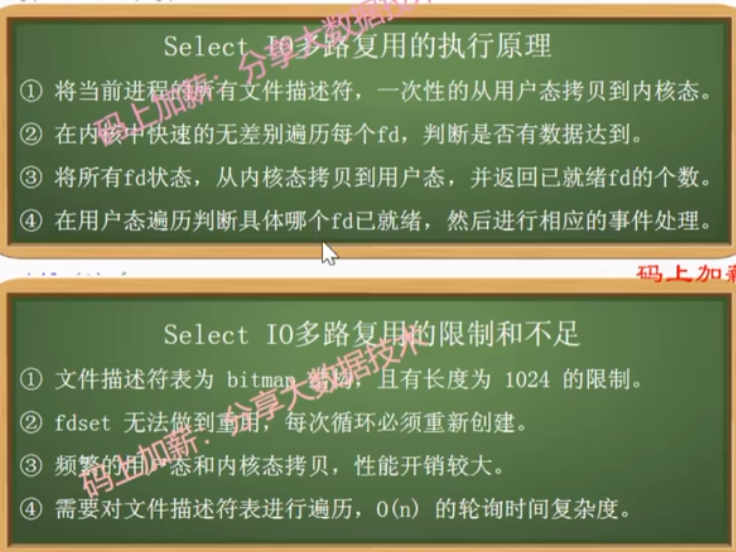 Select IO多路复用的执行原理
① 将当前进程的所有文件描述符，一次性的从用户态拷贝到内核态。
② 在内核中快速的无差别遍历每个fd，判断是否有数据达到。
③ 将所有fd状态，从内核态拷贝到用户态，并返回已就绪fd的个数。
④ 在用户态遍历判断具体哪个fd已就绪，然后进行相应的事件处理。
码上加薪：分享大数据技术
码上加薪
Select IO多路复用的限制和不足
① 文件描述符表为 bitmap 结构，且有长度为 1024 的限制。
② fdset 无法做到重用，每次循环必须重新创建。
③ 频繁的用户态和内核态拷贝，性能开销较大。
④ 需要对文件描述符表进行遍历，O(n) 的轮询时间复杂度。
码上加薪：分享大数据技术